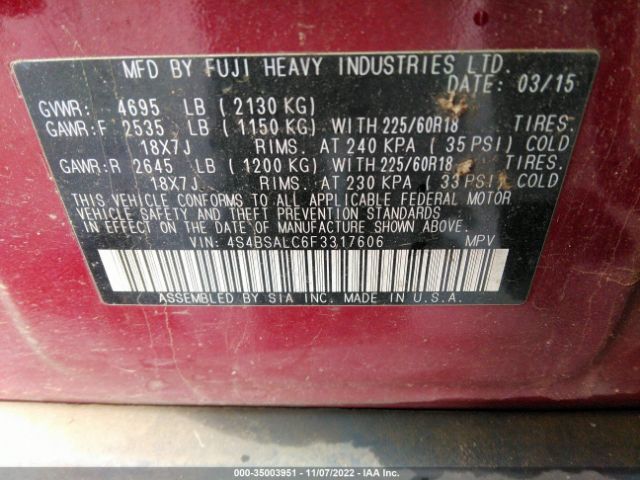 MFD BY FUJI HEAVY INDUSTRIES LTD.
DATE: 03/15
GVWR: 4695 LB (2130 KG)
GAWR:F 2535 LB (1150 KG) WITH 225/60R18 TIRES.
18X7J RIMS. AT 240 KPA (35 PSI) COLD
GAWR:R 2645 LB (1200 KG) WITH 225/60R18 TIRES.
18X7J RIMS. AT 230 KPA (33 PSI) COLD
THIS VEHICLE CONFORMS TO ALL APPLICABLE FEDERAL MOTOR
VEHICLE SAFETY AND THEFT PREVENTION STANDARDS
IN EFFECT ON THE DATE OF MANUFACTURE SHOWN ABOVE.
VIN: 4S4BSALC6F3317606 MPV
ASSEMBLED BY SIA INC. MADE IN U.S.A.
000-35003951 - 11/07/2022 - IAA Inc.